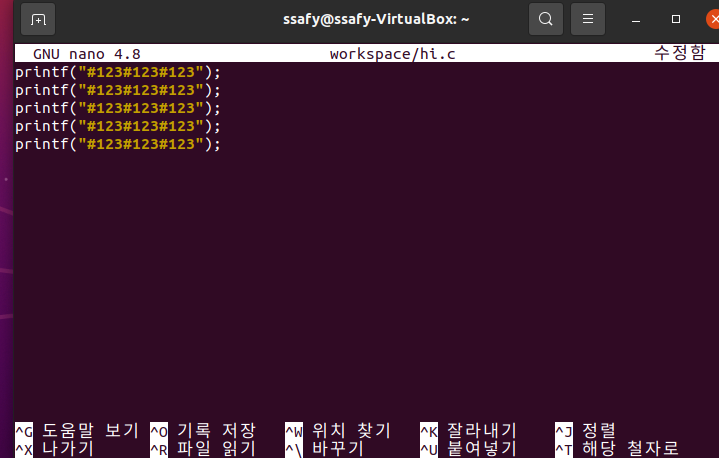 ssafy@ssafy-VirtualBox: ~
GNU nano 4.8 workspace/hi.c 수정함
printf("#123#123#123");
printf("#123#123#123");
printf("#123#123#123");
printf("#123#123#123");
printf("#123#123#123");
^G 도움말 보기 ^O 기록 저장 ^W 위치 찾기 ^K 잘라내기 ^J 정렬
^X 나가기 ^R 파일 읽기 ^\ 바꾸기 ^U 붙여넣기 ^T 해당 철자로